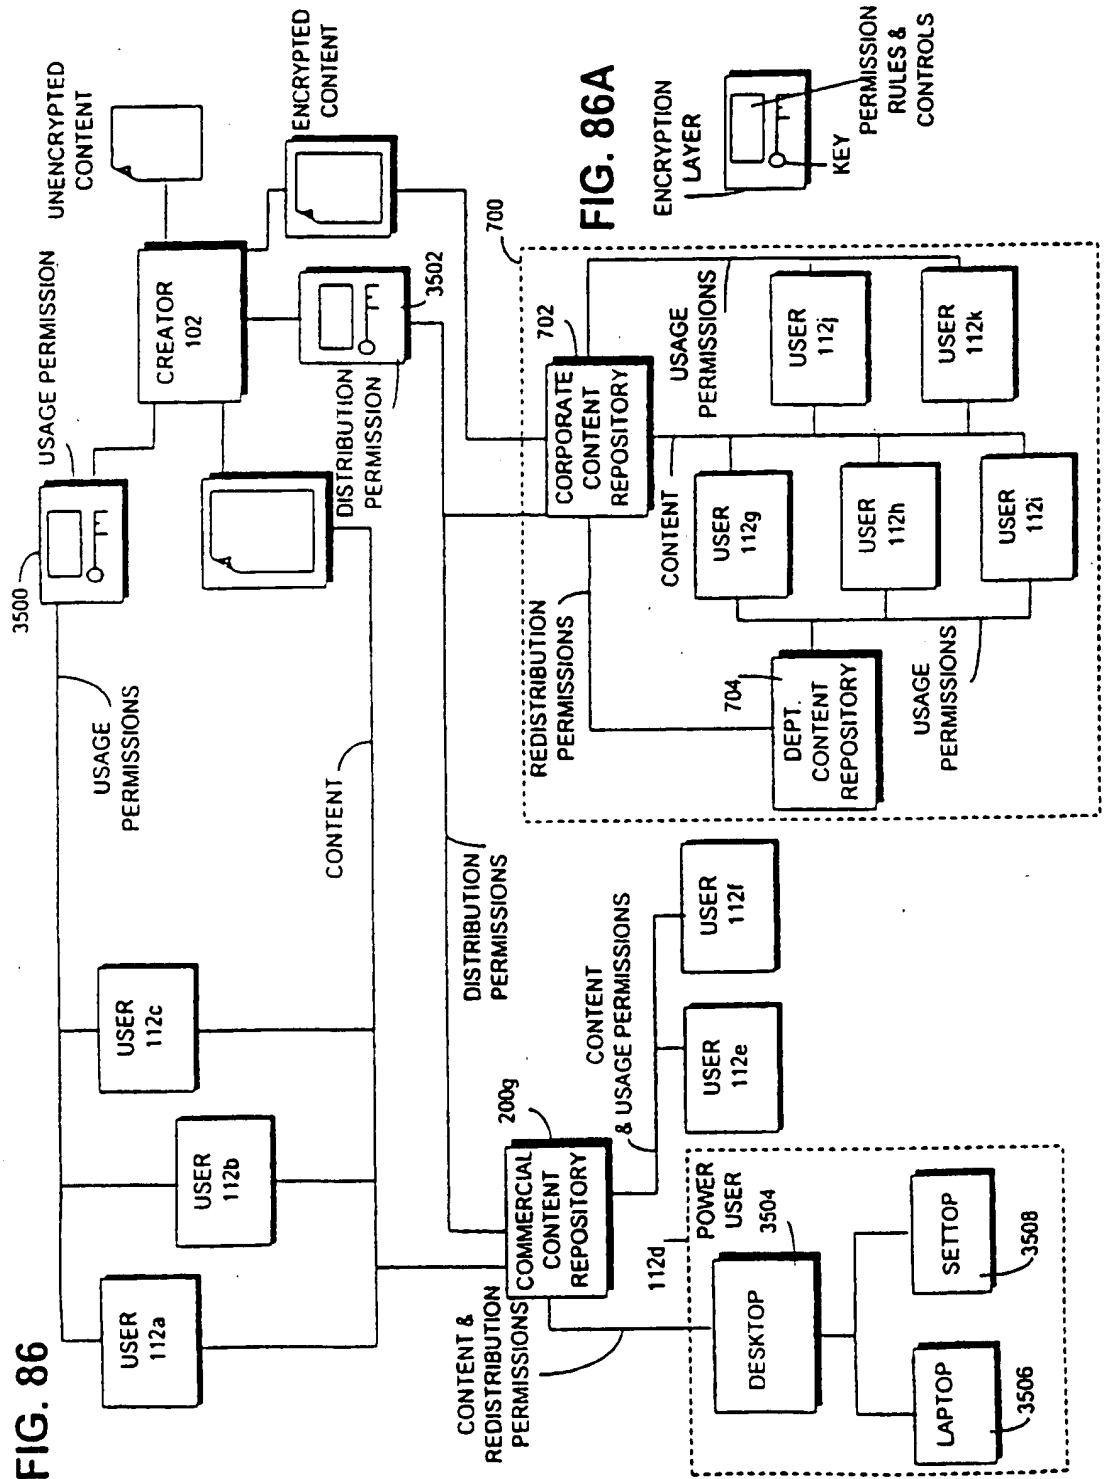 FIG. 86
USER
112a
USER
112b
USER
112c
USAGE
PERMISSIONS
3500
USAGE PERMISSION
UNENCRYPTED
CONTENT
CREATOR
102
CONTENT
DISTRIBUTION
PERMISSION
3502
ENCRYPTED
CONTENT
DISTRIBUTION
PERMISSIONS
COMMERCIAL
CONTENT
REPOSITORY
200g
CONTENT &
REDISTRIBUTION
PERMISSIONS
CONTENT
& USAGE PERMISSIONS
USER
112e
USER
112f
112d
POWER
USER
3504
DESKTOP
LAPTOP
3506
SETTOP
3508
700
CORPORATE
CONTENT
REPOSITORY
702
REDISTRIBUTION
PERMISSIONS
CONTENT
USAGE
PERMISSIONS
704
DEPT.
CONTENT
REPOSITORY
USER
112g
USER
112h
USER
112i
USER
112j
USER
112k
USAGE
PERMISSIONS
FIG. 86A
ENCRYPTION
LAYER
KEY
PERMISSION
RULES &
CONTROLS